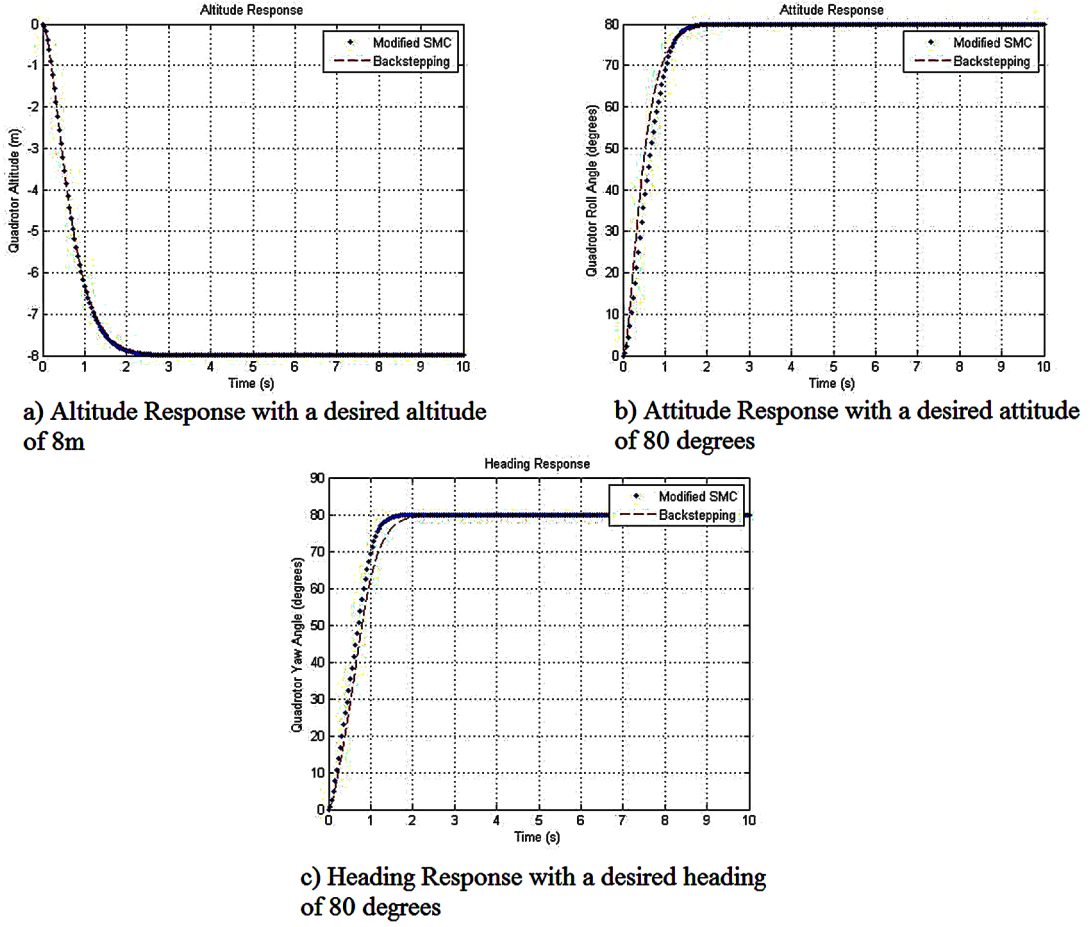 Altitude Response
Modified SMC
Backstepping
0
-1
-2
-3
-4
-5
-6
-7
-8
Quadrotor Altitude (m)
0 1 2 3 4 5 6 7 8 9 10
Time (s)
a) Altitude Response with a desired altitude
of 8m
Attitude Response
Modified SMC
Backstepping
80
70
60
50
40
30
20
10
0
Quadrotor Roll Angle (degrees)
0 1 2 3 4 5 6 7 8 9 10
Time (s)
b) Attitude Response with a desired attitude
of 80 degrees
Heading Response
Modified SMC
Backstepping
90
80
70
60
50
40
30
20
10
0
Quadrotor Yaw Angle (degrees)
0 1 2 3 4 5 6 7 8 9 10
Time (s)
c) Heading Response with a desired heading
of 80 degrees